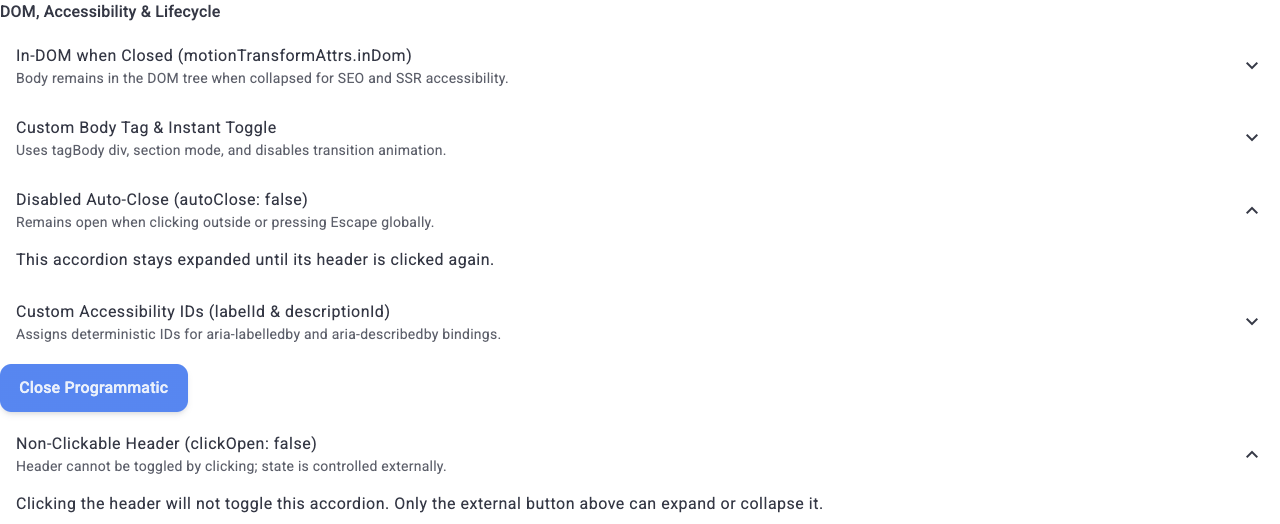 DOM, Accessibility & Lifecycle
In-DOM when Closed (motionTransformAttrs.inDom)
Body remains in the DOM tree when collapsed for SEO and SSR accessibility.
Custom Body Tag & Instant Toggle
Uses tagBody div, section mode, and disables transition animation.
Disabled Auto-Close (autoClose: false)
Remains open when clicking outside or pressing Escape globally.
This accordion stays expanded until its header is clicked again.
Custom Accessibility IDs (labelId & descriptionId)
Assigns deterministic IDs for aria-labelledby and aria-describedby bindings.
Close Programmatic
Non-Clickable Header (clickOpen: false)
Header cannot be toggled by clicking; state is controlled externally.
Clicking the header will not toggle this accordion. Only the external button above can expand or collapse it.